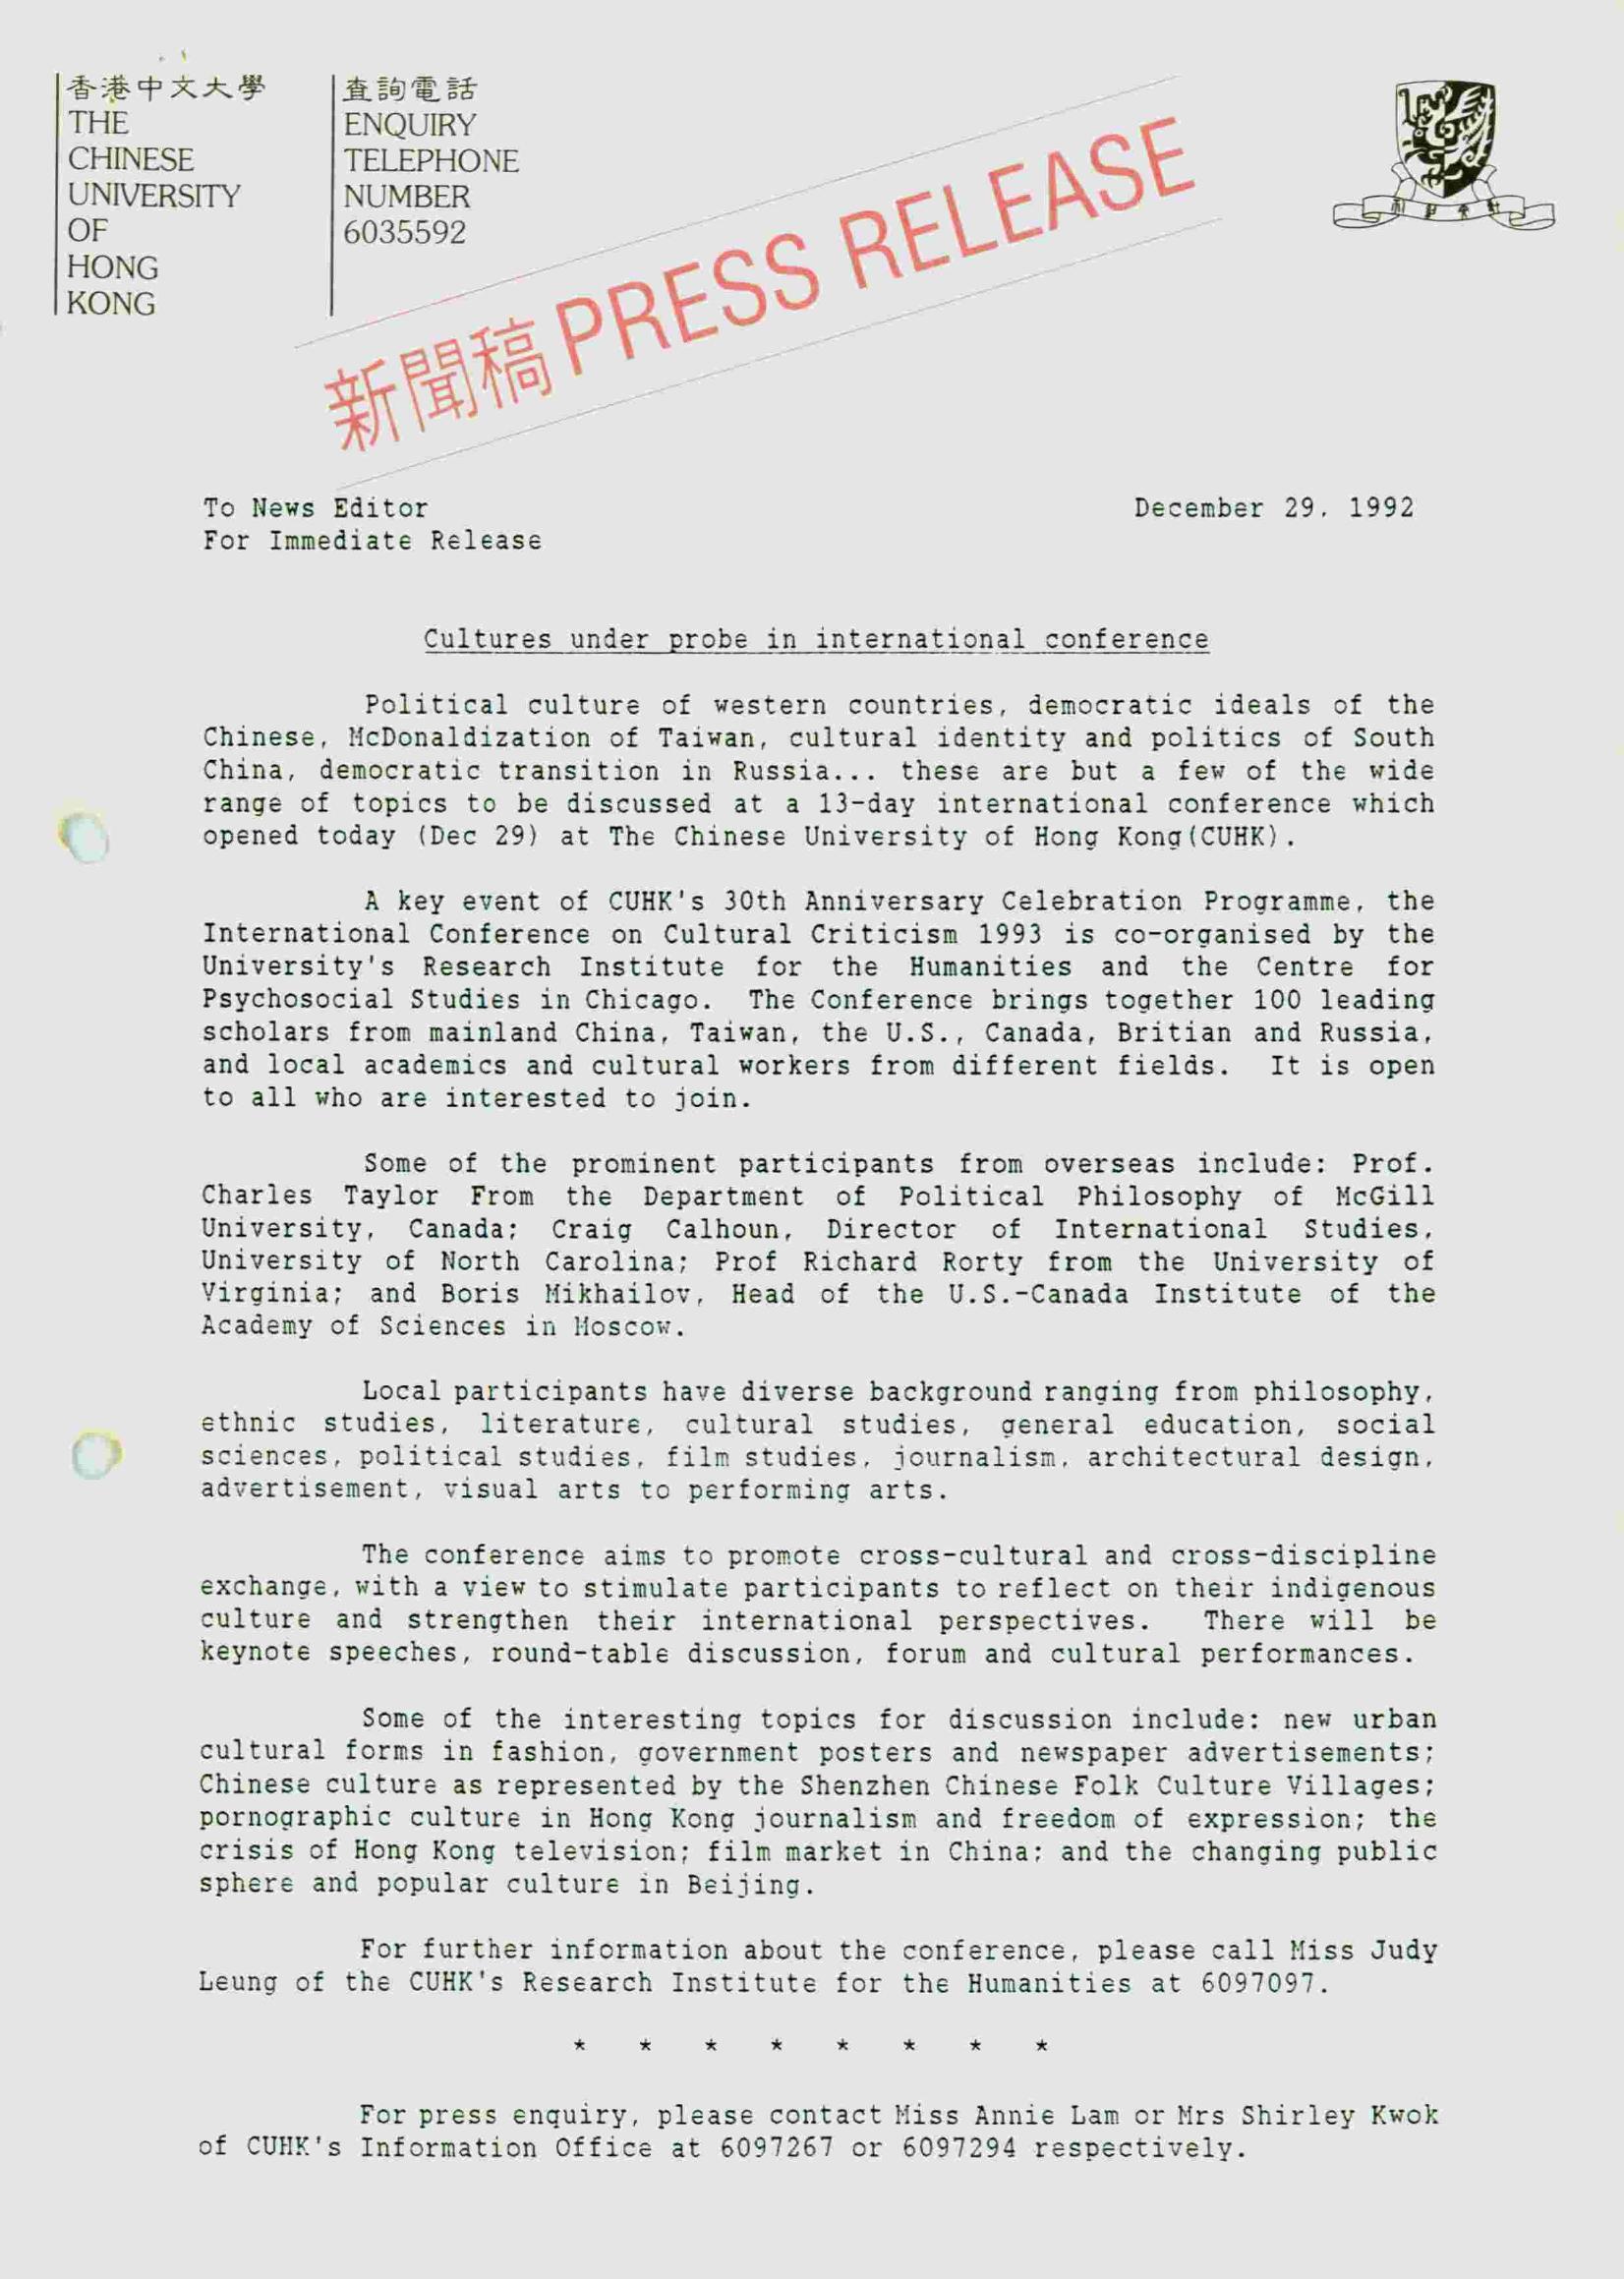 香港中文大學
THE
CHINESE
UNIVERSITY
OF
HONG
KONG
查詢電話
ENQUIRY
TELEPHONE
NUMBER
6035592
新聞稿 PRESS RELEASE
To News Editor December 29, 1992
For Immediate Release
Cultures under probe in international conference
Political culture of western countries, democratic ideals of the
Chinese, McDonaldization of Taiwan, cultural identity and politics of South
China, democratic transition in Russia... these are but a few of the wide
range of topics to be discussed at a 13-day international conference which
opened today (Dec 29) at The Chinese University of Hong Kong(CUHK).
A key event of CUHK's 30th Anniversary Celebration Programme, the
International Conference on Cultural Criticism 1993 is co-organised by the
University's Research Institute for the Humanities and the Centre for
Psychosocial Studies in Chicago. The Conference brings together 100 leading
scholars from mainland China, Taiwan, the U.S., Canada, Britian and Russia,
and local academics and cultural workers from different fields. It is open
to all who are interested to join.
Some of the prominent participants from overseas include: Prof.
Charles Taylor From the Department of Political Philosophy of McGill
University, Canada; Craig Calhoun, Director of International Studies,
University of North Carolina; Prof Richard Rorty from the University of
Virginia; and Boris Mikhailov, Head of the U.S.-Canada Institute of the
Academy of Sciences in Moscow.
Local participants have diverse background ranging from philosophy,
ethnic studies, literature, cultural studies, general education, social
sciences, political studies, film studies, journalism, architectural design,
advertisement, visual arts to performing arts.
The conference aims to promote cross-cultural and cross-discipline
exchange, with a view to stimulate participants to reflect on their indigenous
culture and strengthen their international perspectives. There will be
keynote speeches, round-table discussion, forum and cultural performances.
Some of the interesting topics for discussion include: new urban
cultural forms in fashion, government posters and newspaper advertisements;
Chinese culture as represented by the Shenzhen Chinese Folk Culture Villages;
pornographic culture in Hong Kong journalism and freedom of expression; the
crisis of Hong Kong television; film market in China; and the changing public
sphere and popular culture in Beijing.
For further information about the conference, please call Miss Judy
Leung of the CUHK's Research Institute for the Humanities at 6097097.
* * * * * * * *
For press enquiry, please contact Miss Annie Lam or Mrs Shirley Kwok
of CUHK's Information Office at 6097267 or 6097294 respectively.